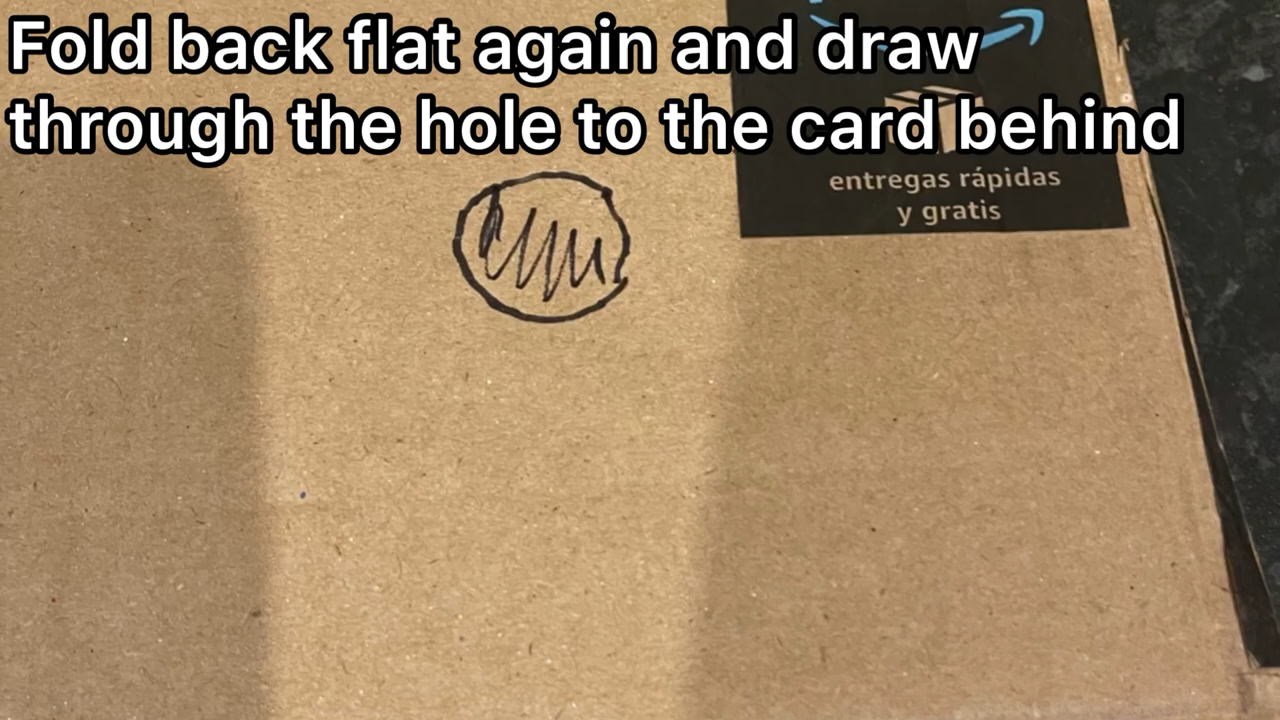 Fold back flat again and draw
through the hole to the card behind
entregas rápidas
y gratis